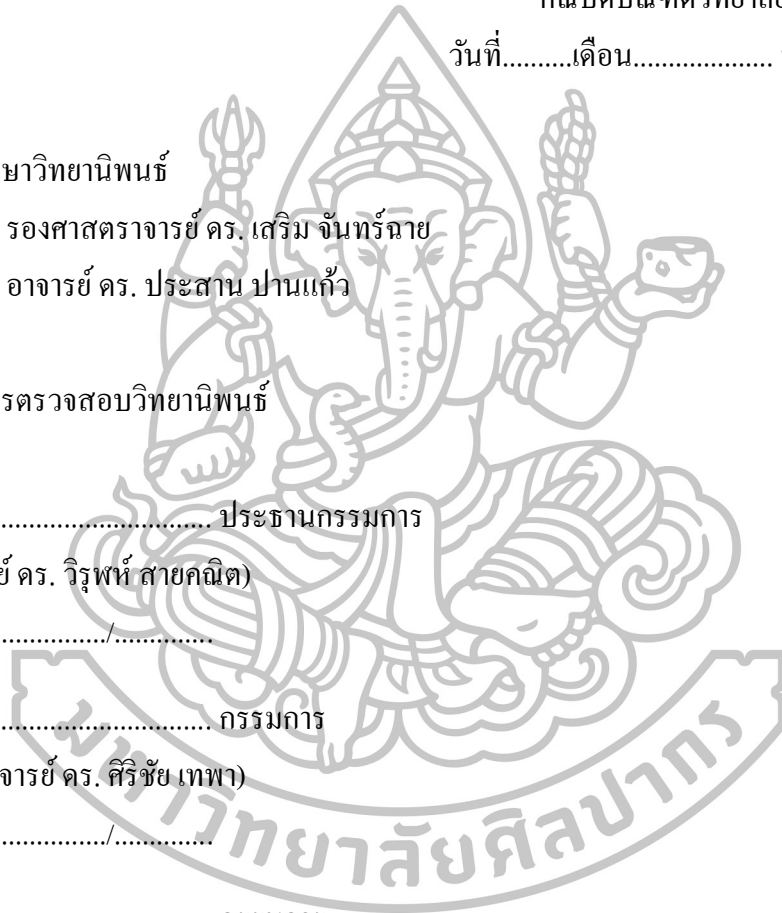 วันที่..........เดือน....................
ษาวิทยานิพนธ์
รองศาสตราจารย์ ดร. เสริม จันทร์ฉาย
อาจารย์ ดร. ประสาน ปานแก้ว
รตรวจสอบวิทยานิพนธ์
............................... ประธานกรรมการ
ย์ ดร. วิรุฬห์ สายคณิต)
................/..............
............................... กรรมการ
จารย์ ดร. ศิริชัย เทพา)
................/..............
มหาวิทยาลัยศิลปากร